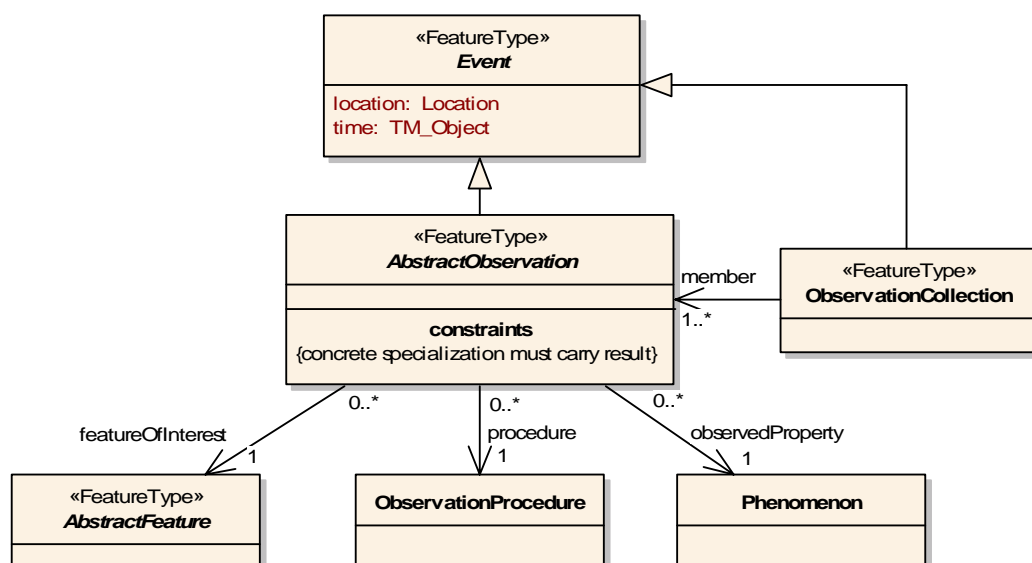 «FeatureType»
Event
location: Location
time: TM_Object
«FeatureType»
AbstractObservation
constraints
{concrete specialization must carry result}
member
1..*
«FeatureType»
ObservationCollection
0..*
0..*
0..*
featureOfInterest
1
procedure
1
observedProperty
1
«FeatureType»
AbstractFeature
ObservationProcedure
Phenomenon